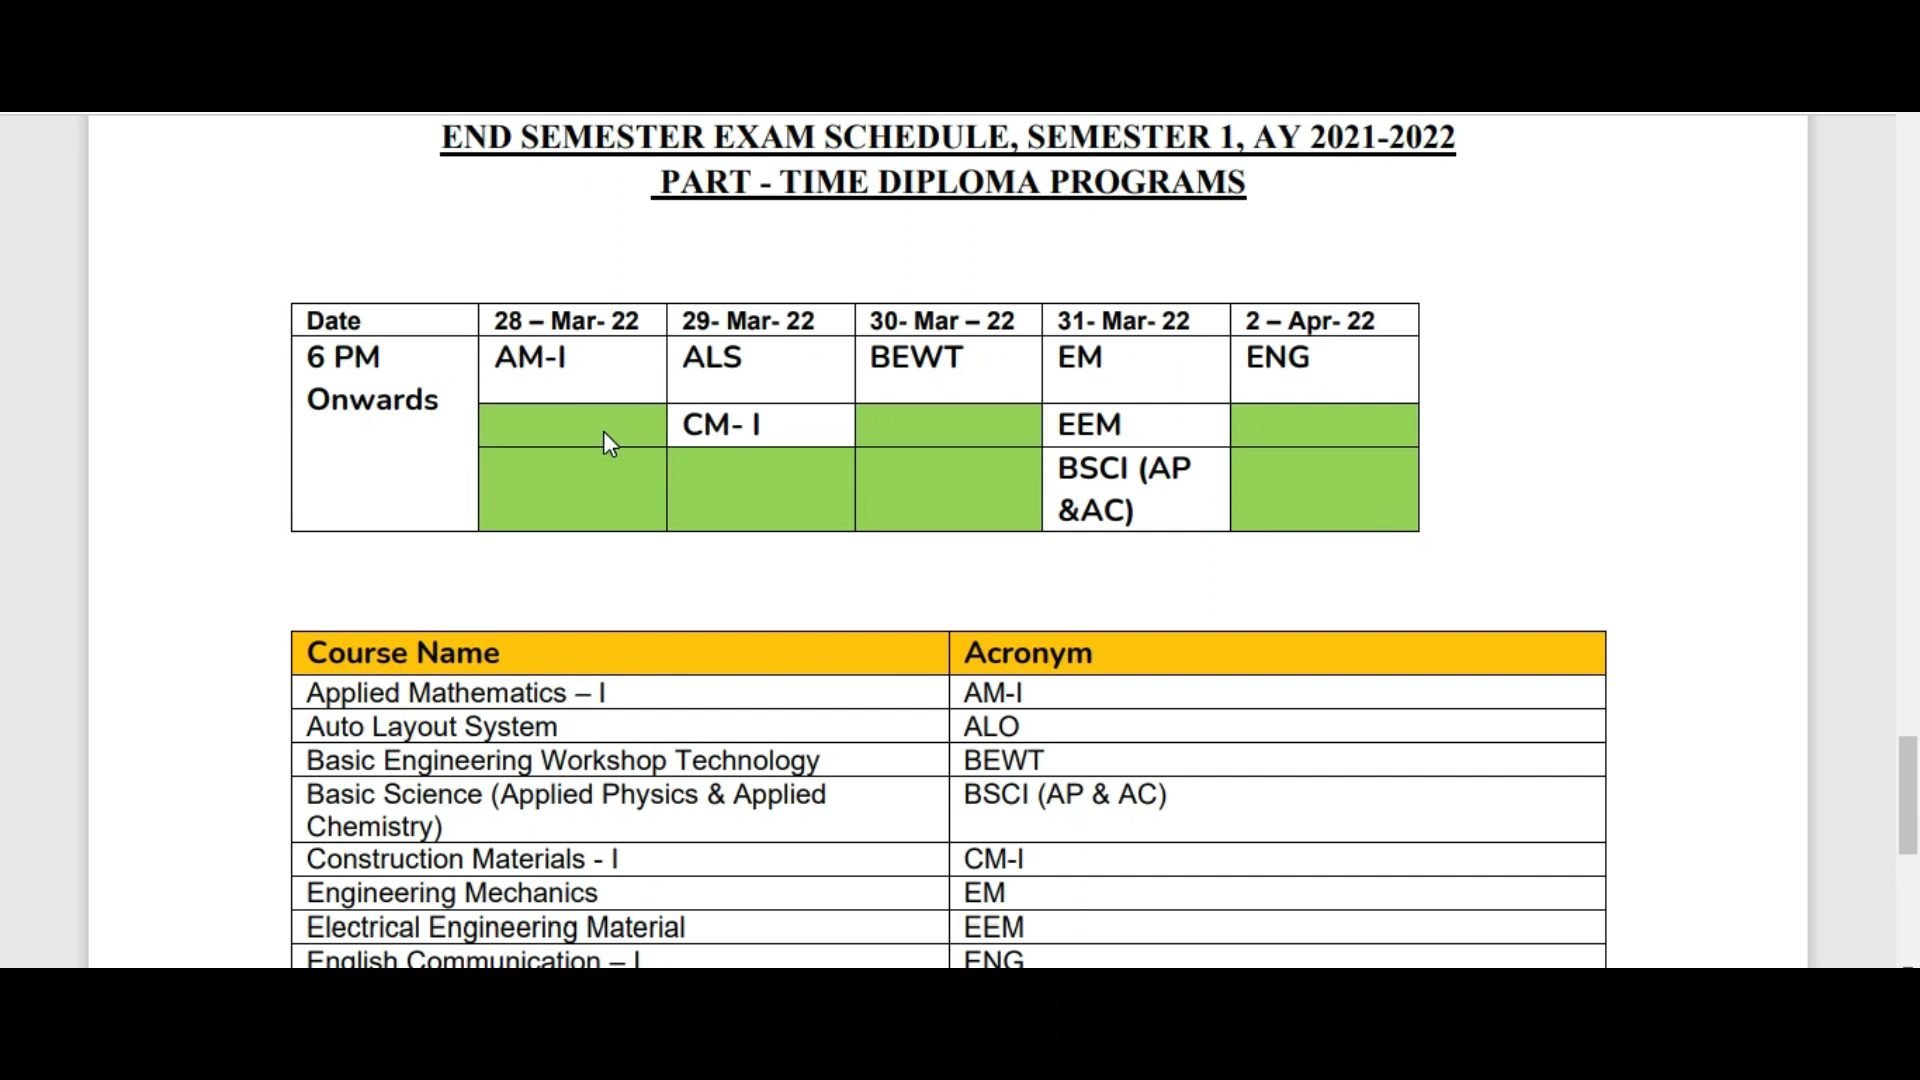 END SEMESTER EXAM SCHEDULE, SEMESTER 1, AY 2021-2022
PART - TIME DIPLOMA PROGRAMS
Date 28 – Mar- 22 29- Mar- 22 30- Mar – 22 31- Mar- 22 2 – Apr- 22
6 PM AM-I ALS BEWT EM ENG
Onwards
CM- I EEM
BSCI (AP
&AC)
Course Name Acronym
Applied Mathematics – I AM-I
Auto Layout System ALO
Basic Engineering Workshop Technology BEWT
Basic Science (Applied Physics & Applied BSCI (AP & AC)
Chemistry)
Construction Materials - I CM-I
Engineering Mechanics EM
Electrical Engineering Material EEM
English Communication – I ENG